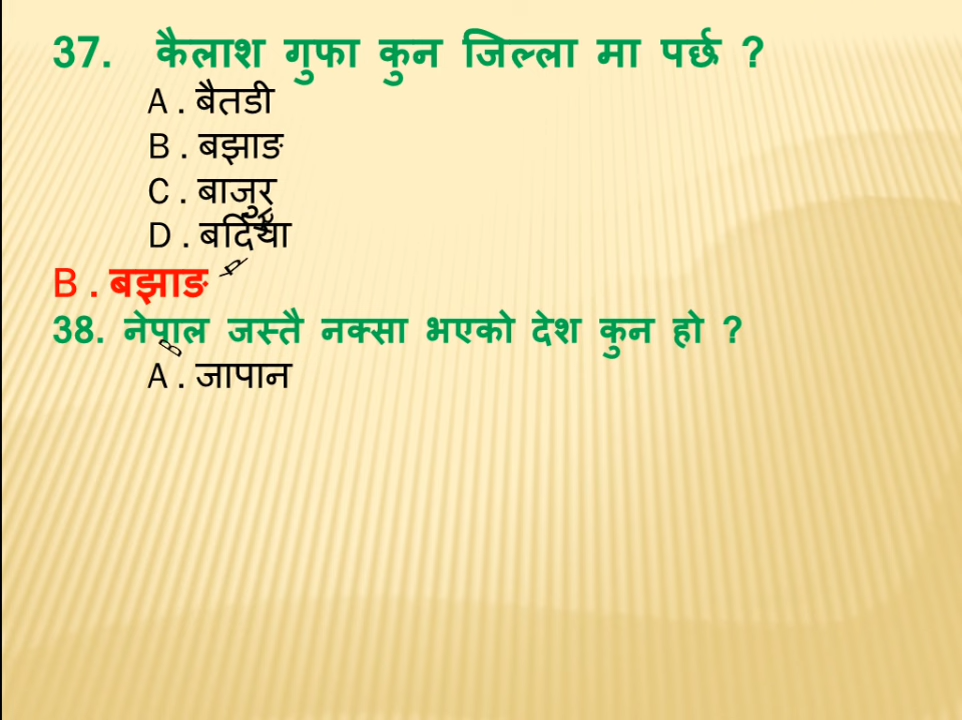 37. कैलाश गुफा कुन जिल्ला मा पर्छ ?
A . बैतडी
B . बझाङ
C . बाजुर
D . बर्दिया
B . बझाङ
38. नेपाल जस्तै नक्सा भएको देश कुन हो ?
A . जापान